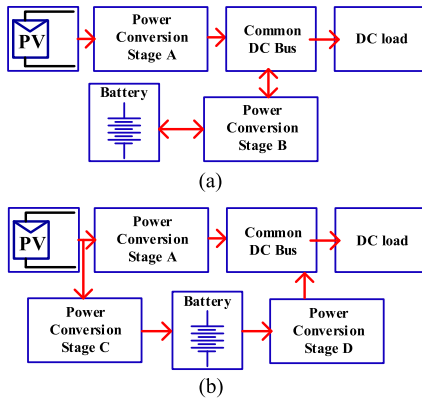 PV
Power
Conversion
Stage A
Common
DC Bus
DC load
Battery
Power
Conversion
Stage B
(a)
PV
Power
Conversion
Stage A
Common
DC Bus
DC load
Power
Conversion
Stage C
Battery
Power
Conversion
Stage D
(b)